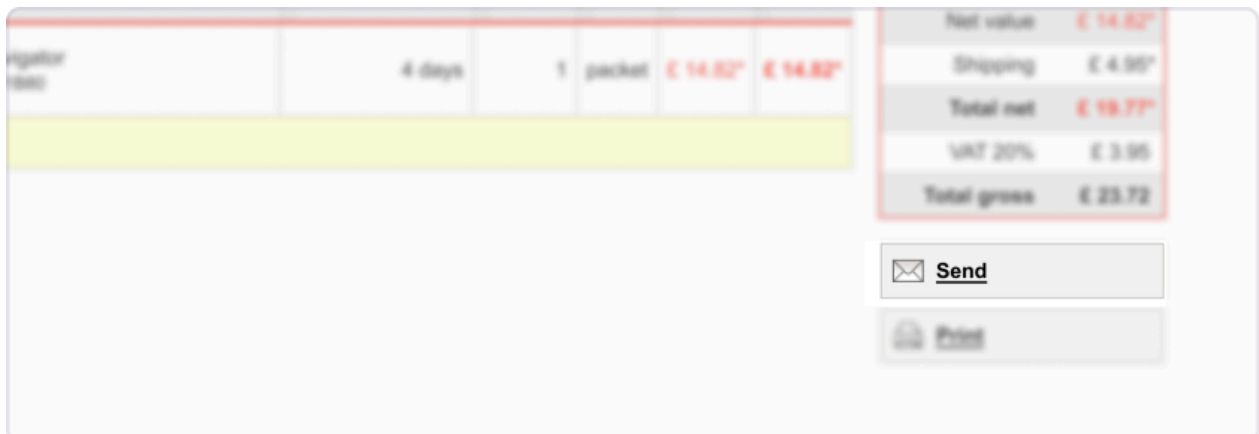 Net value £ 14.82*
vigator 4 days 1 packet £ 14.82* £ 14.82*
Shipping £ 4.95*
Total net £ 19.77*
VAT 20% £ 3.95
Total gross £ 23.72
Send
Print